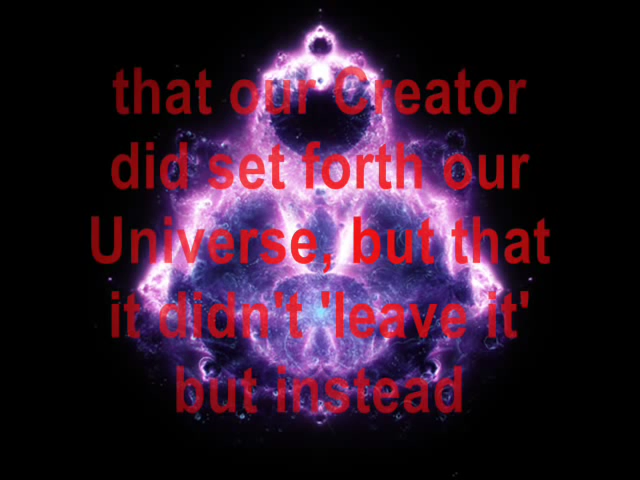 that our Creator
did set forth our
Universe, but that
it didn't 'leave it'
but instead